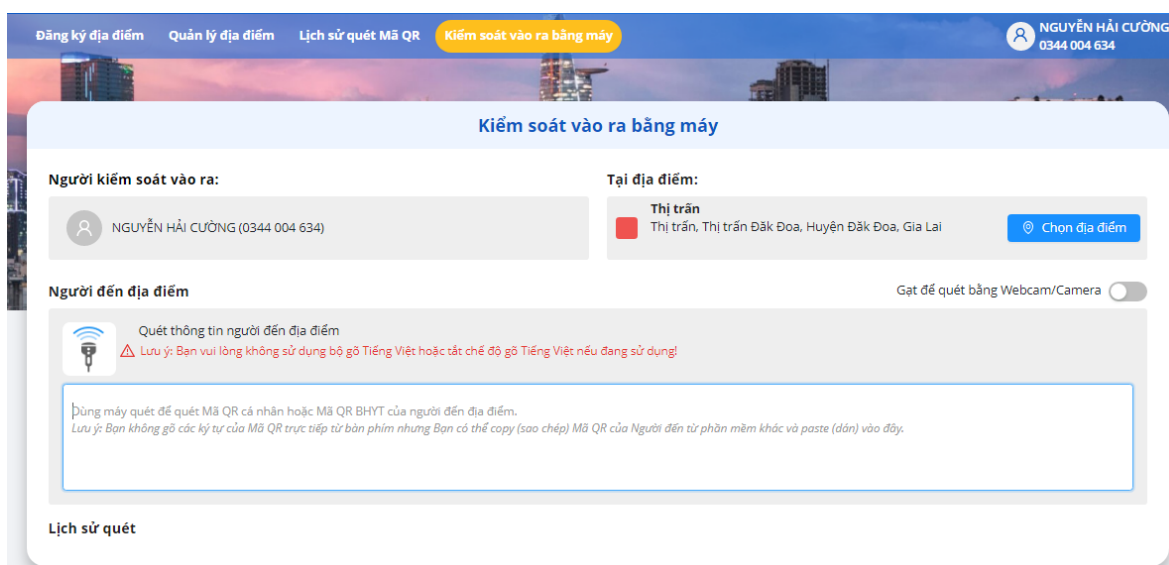 Đăng ký địa điểm Quản lý địa điểm Lịch sử quét Mã QR Kiểm soát vào ra bằng máy NGUYỄN HẢI CƯỜNG
0344 004 634
Kiểm soát vào ra bằng máy
Người kiểm soát vào ra:
NGUYỄN HẢI CƯỜNG (0344 004 634)
Tại địa điểm:
Thị trấn
Thị trấn, Thị trấn Đăk Đoa, Huyện Đăk Đoa, Gia Lai
Chọn địa điểm
Người đến địa điểm
Gạt để quét bằng Webcam/Camera
Quét thông tin người đến địa điểm
Lưu ý: Bạn vui lòng không sử dụng bộ gõ Tiếng Việt hoặc tắt chế độ gõ Tiếng Việt nếu đang sử dụng!
Dùng máy quét để quét Mã QR cá nhân hoặc Mã QR BHYT của người đến địa điểm.
Lưu ý: Bạn không gõ các ký tự của Mã QR trực tiếp từ bàn phím nhưng Bạn có thể copy (sao chép) Mã QR của Người đến từ phần mềm khác và paste (dán) vào đây.
Lịch sử quét